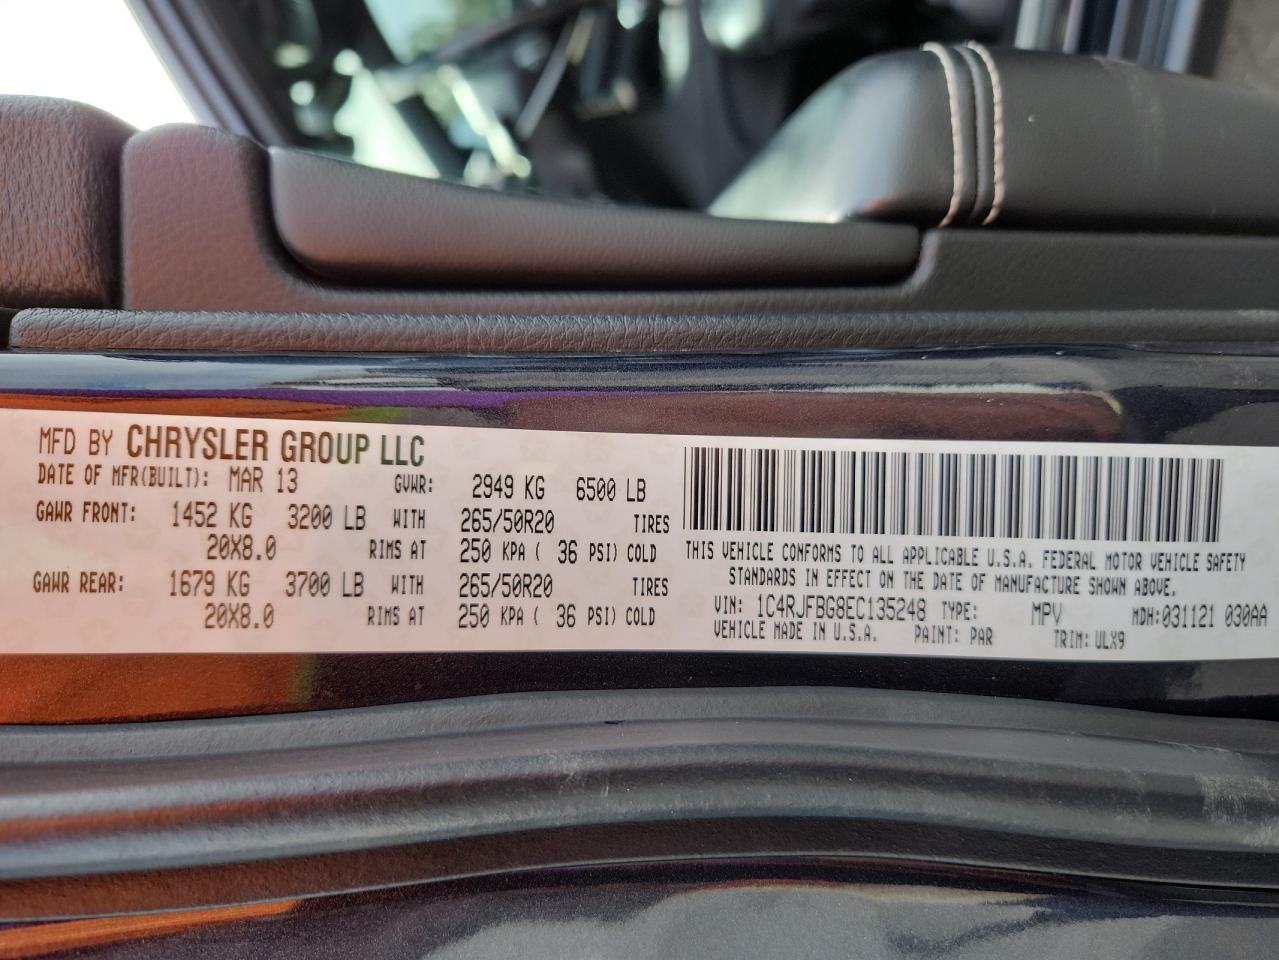 MFD BY CHRYSLER GROUP LLC
DATE OF MFR(BUILT): MAR 13 GVWR: 2949 KG 6500 LB
GAWR FRONT: 1452 KG 3200 LB WITH 265/50R20 TIRES
20X8.0 RIMS AT 250 KPA ( 36 PSI) COLD
GAWR REAR: 1679 KG 3700 LB WITH 265/50R20 TIRES
20X8.0 RIMS AT 250 KPA ( 36 PSI) COLD
THIS VEHICLE CONFORMS TO ALL APPLICABLE U.S.A. FEDERAL MOTOR VEHICLE SAFETY
STANDARDS IN EFFECT ON THE DATE OF MANUFACTURE SHOWN ABOVE.
VIN: 1C4RJFBG8EC135248 TYPE: MPV MDH:031121 030AA
VEHICLE MADE IN U.S.A. PAINT: PAR TRIM: ULX9